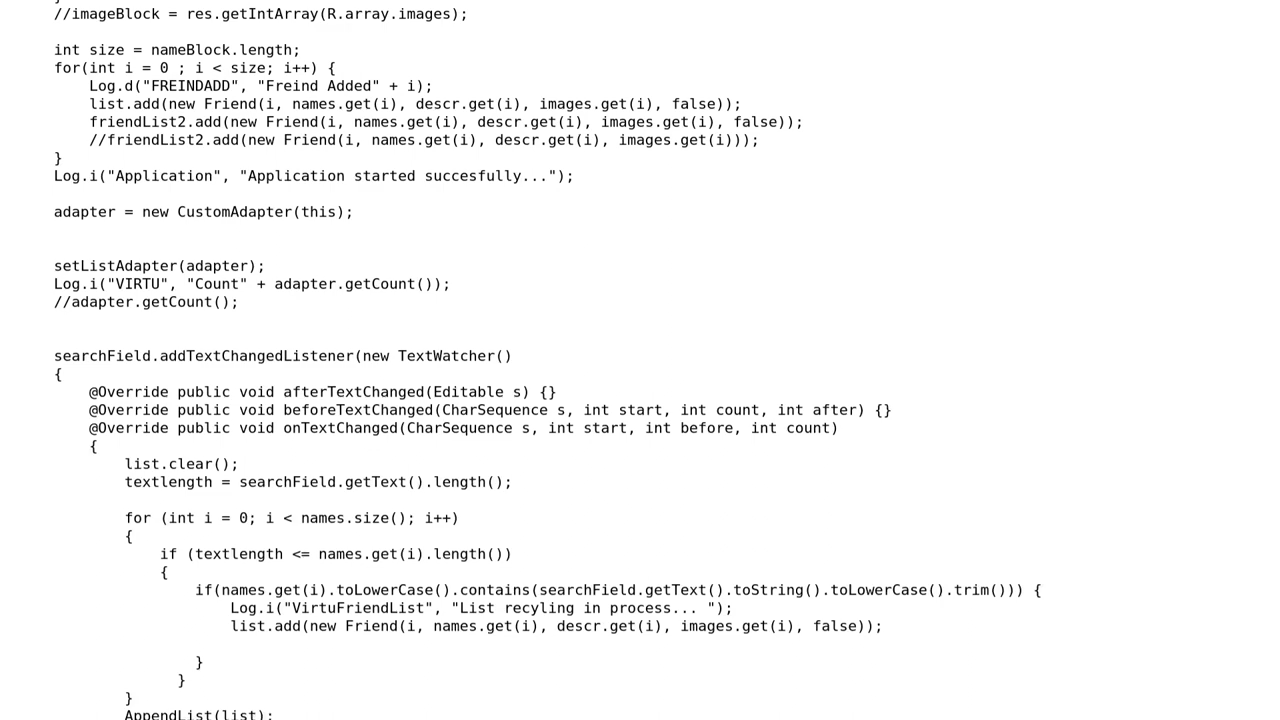 }
//imageBlock = res.getIntArray(R.array.images);
int size = nameBlock.length;
for(int i = 0 ; i < size; i++) {
Log.d("FREINDADD", "Freind Added" + i);
list.add(new Friend(i, names.get(i), descr.get(i), images.get(i), false));
friendList2.add(new Friend(i, names.get(i), descr.get(i), images.get(i), false));
//friendList2.add(new Friend(i, names.get(i), descr.get(i), images.get(i)));
}
Log.i("Application", "Application started succesfully...");
adapter = new CustomAdapter(this);
setListAdapter(adapter);
Log.i("VIRTU", "Count" + adapter.getCount());
//adapter.getCount();
searchField.addTextChangedListener(new TextWatcher()
{
@Override public void afterTextChanged(Editable s) {}
@Override public void beforeTextChanged(CharSequence s, int start, int count, int after) {}
@Override public void onTextChanged(CharSequence s, int start, int before, int count)
{
list.clear();
textlength = searchField.getText().length();
for (int i = 0; i < names.size(); i++)
{
if (textlength <= names.get(i).length())
{
if(names.get(i).toLowerCase().contains(searchField.getText().toString().toLowerCase().trim())) {
Log.i("VirtuFriendList", "List recyling in process... ");
list.add(new Friend(i, names.get(i), descr.get(i), images.get(i), false));
}
}
}
AppendList(list);